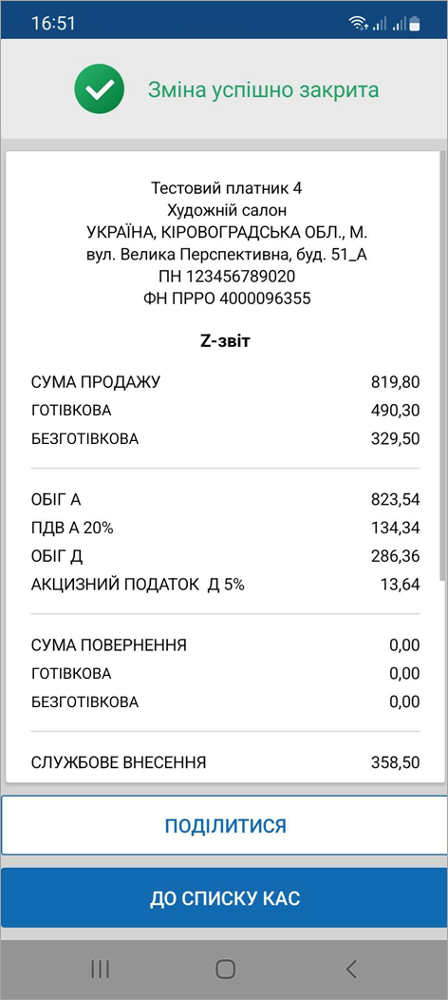 16:51
Зміна успішно закрита
Тестовий платник 4
Художній салон
УКРАЇНА, КІРОВОГРАДСЬКА ОБЛ., М.
вул. Велика Перспективна, буд. 51_А
ПН 123456789020
ФН ПРРО 4000096355
Z-звіт
СУМА ПРОДАЖУ 819,80
ГОТІВКОВА 490,30
БЕЗГОТІВКОВА 329,50
ОБІГ А 823,54
ПДВ А 20% 134,34
ОБІГ Д 286,36
АКЦИЗНИЙ ПОДАТОК Д 5% 13,64
СУМА ПОВЕРНЕННЯ 0,00
ГОТІВКОВА 0,00
БЕЗГОТІВКОВА 0,00
СЛУЖБОВЕ ВНЕСЕННЯ 358,50
ПОДІЛИТИСЯ
ДО СПИСКУ КАС